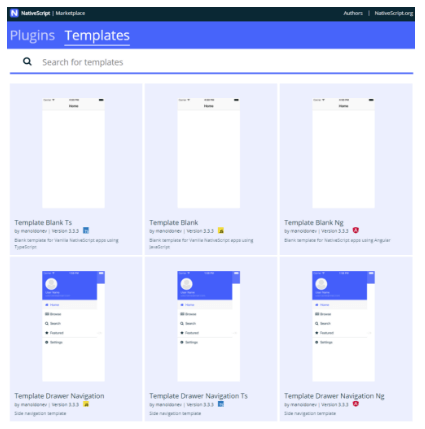 N NativeScript | Marketplace
Authors | NativeScript.org
Plugins Templates
Search for templates
Home
Home
Home
Template Blank Ts
by manoldonev | Version 3.3.3
Blank template for Vanilla NativeScript apps using
TypeScript
Template Blank
by manoldonev | Version 3.3.3
Blank template for Vanilla NativeScript apps using
JavaScript
Template Blank Ng
by manoldonev | Version 3.3.3
Blank template for NativeScript apps using Angular
User Name
Home
Browse
Search
Featured
Settings
User Name
Home
Browse
Search
Featured
Settings
User Name
Home
Browse
Search
Featured
Settings
Template Drawer Navigation
by manoldonev | Version 3.3.3
Side navigation template
Template Drawer Navigation Ts
by manoldonev | Version 3.3.3
Side navigation template
Template Drawer Navigation Ng
by manoldonev | Version 3.3.3
Side navigation template